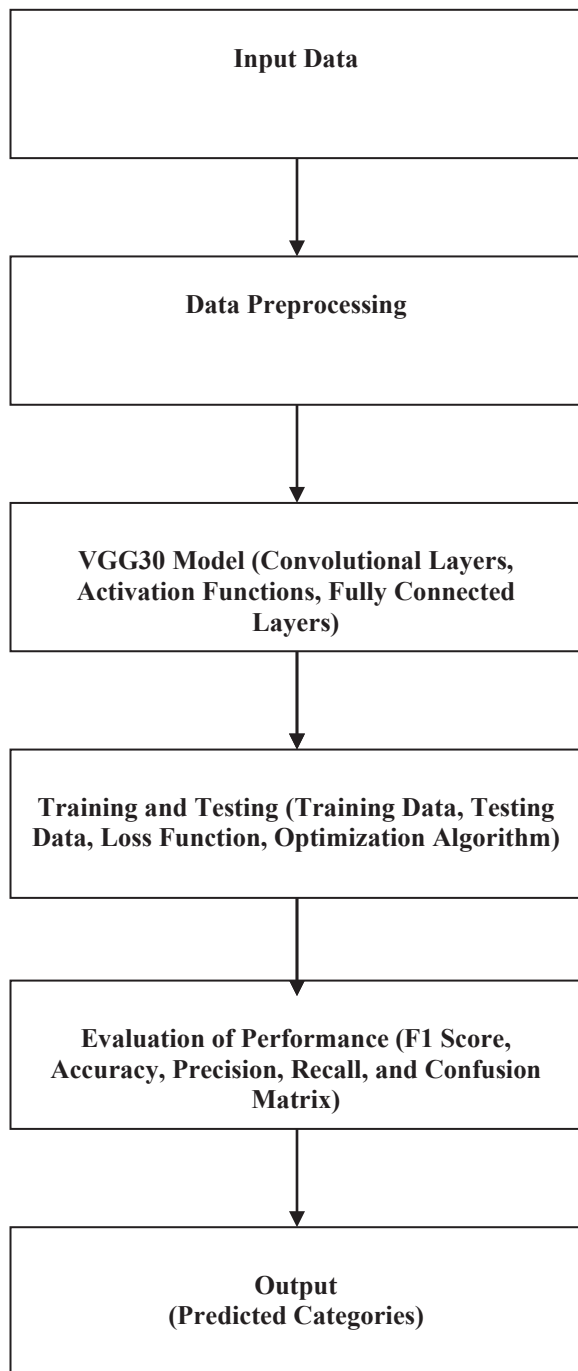 Input Data
Data Preprocessing
VGG30 Model (Convolutional Layers,
Activation Functions, Fully Connected
Layers)
Training and Testing (Training Data, Testing
Data, Loss Function, Optimization Algorithm)
Evaluation of Performance (F1 Score,
Accuracy, Precision, Recall, and Confusion
Matrix)
Output
(Predicted Categories)